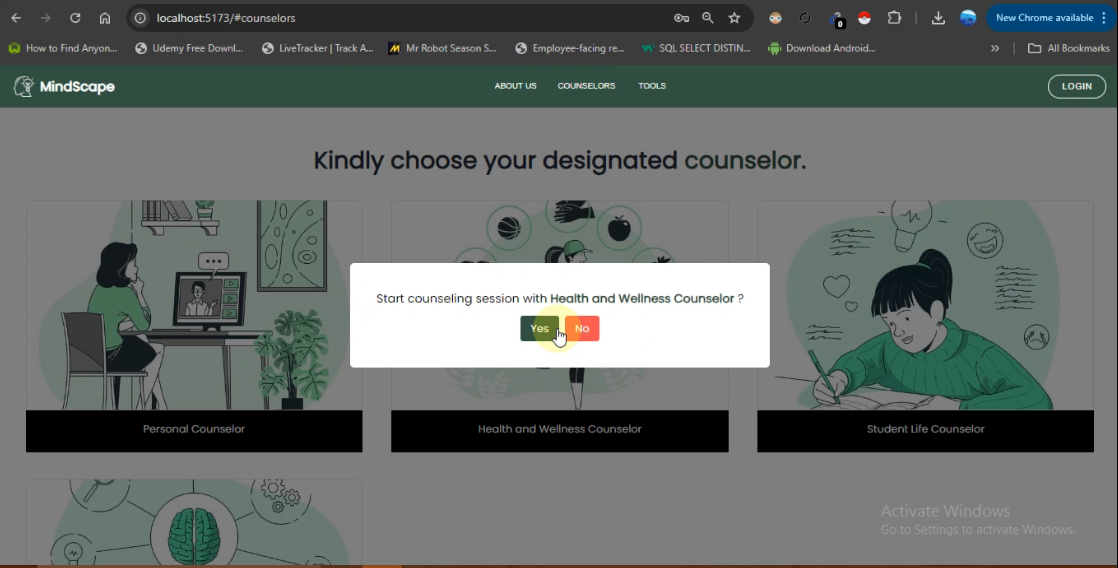 localhost:5173/#counselors
0
New Chrome available
How to Find Anyon...
Udemy Free Downl...
LiveTracker | Track A...
Mr Robot Season S...
Employee-facing re...
SQL SELECT DISTIN...
Download Android...
»
All Bookmarks
MindScape
ABOUT US
COUNSELORS
TOOLS
LOGIN
Kindly choose your designated counselor.
Start counseling session with Health and Wellness Counselor ?
Yes
No
Personal Counselor
Health and Wellness Counselor
Student Life Counselor
Activate Windows
Go to Settings to activate Windows.